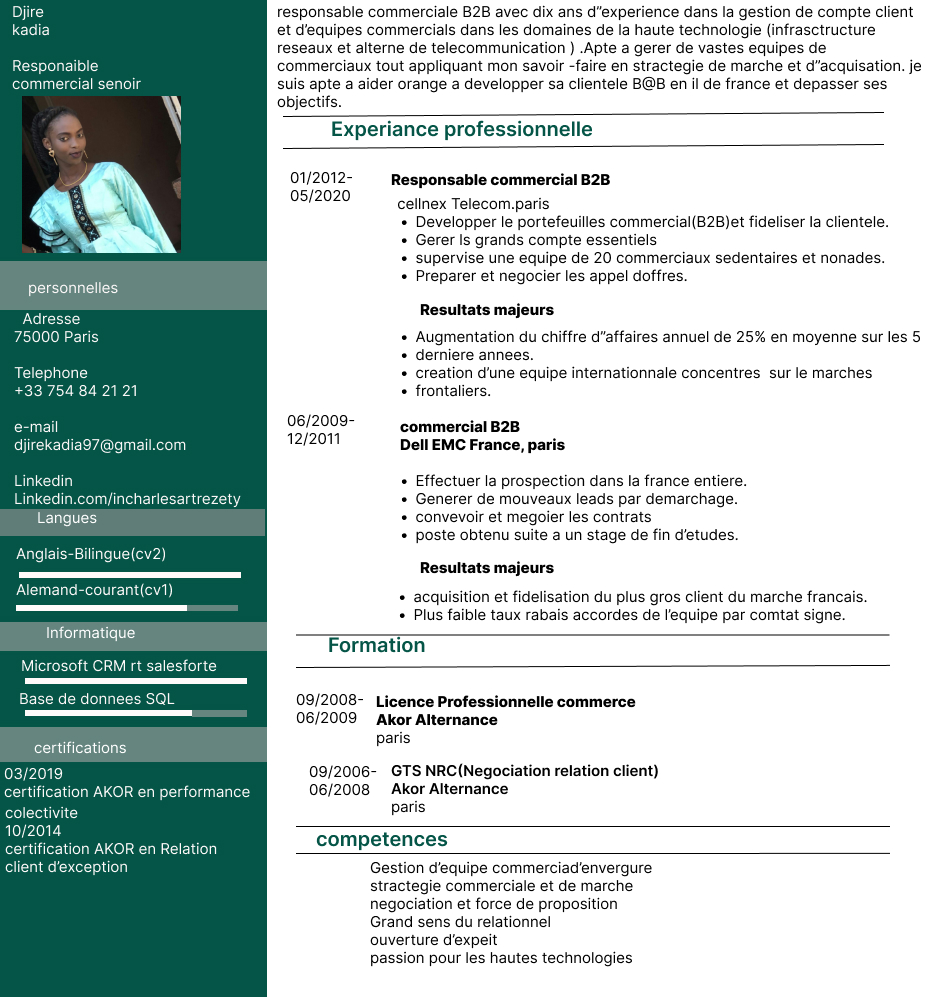 Djire
kadia
Responaible
commercial senoir
personnelles
Adresse
75000 Paris
Telephone
+33 754 84 21 21
e-mail
djirekadia97@gmail.com
Linkedin
Linkedin.com/incharlesartrezety
Langues
Anglais-Bilingue(cv2)
Alemand-courant(cv1)
Informatique
Microsoft CRM rt salesforte
Base de donnees SQL
certifications
03/2019
certification AKOR en performance
colectivite
10/2014
certification AKOR en Relation
client d’exception
responsable commerciale B2B avec dix ans d”experience dans la gestion de compte client
et d’equipes commercials dans les domaines de la haute technologie (infrasctructure
reseaux et alterne de telecommunication ) .Apte a gerer de vastes equipes de
commerciaux tout appliquant mon savoir -faire en stractegie de marche et d”acquisation. je
suis apte a aider orange a developper sa clientele B@B en il de france et depasser ses
objectifs.
Experiance professionnelle
01/2012-
05/2020
Responsable commercial B2B
cellnex Telecom.paris
• Developper le portefeuilles commercial(B2B)et fideliser la clientele.
• Gerer ls grands compte essentiels
• supervise une equipe de 20 commerciaux sedentaires et nonades.
• Preparer et negocier les appel doffres.
Resultats majeurs
• Augmentation du chiffre d”affaires annuel de 25% en moyenne sur les 5
• derniere annees.
• creation d’une equipe internationnale concentres  sur le marches
• frontaliers.
06/2009-
12/2011
commercial B2B
Dell EMC France, paris
• Effectuer la prospection dans la france entiere.
• Generer de mouveaux leads par demarchage.
• convevoir et megoier les contrats
• poste obtenu suite a un stage de fin d’etudes.
Resultats majeurs
• acquisition et fidelisation du plus gros client du marche francais.
• Plus faible taux rabais accordes de l’equipe par comtat signe.
Formation
09/2008-
06/2009
Licence Professionnelle commerce
Akor Alternance
paris
09/2006-
06/2008
GTS NRC(Negociation relation client)
Akor Alternance
paris
competences
Gestion d’equipe commerciad’envergure
stractegie commerciale et de marche
negociation et force de proposition
Grand sens du relationnel
ouverture d’expeit
passion pour les hautes technologies